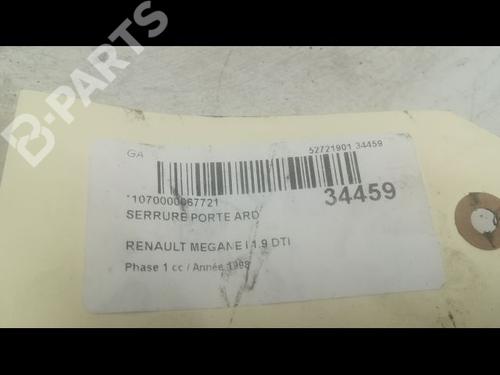 B-PARTS
GA
52721901 34459
*1070000067721
34459
SERRURE PORTE ARD
RENAULT MEGANE I 1.9 DTI
Phase 1 cc / Année 1998